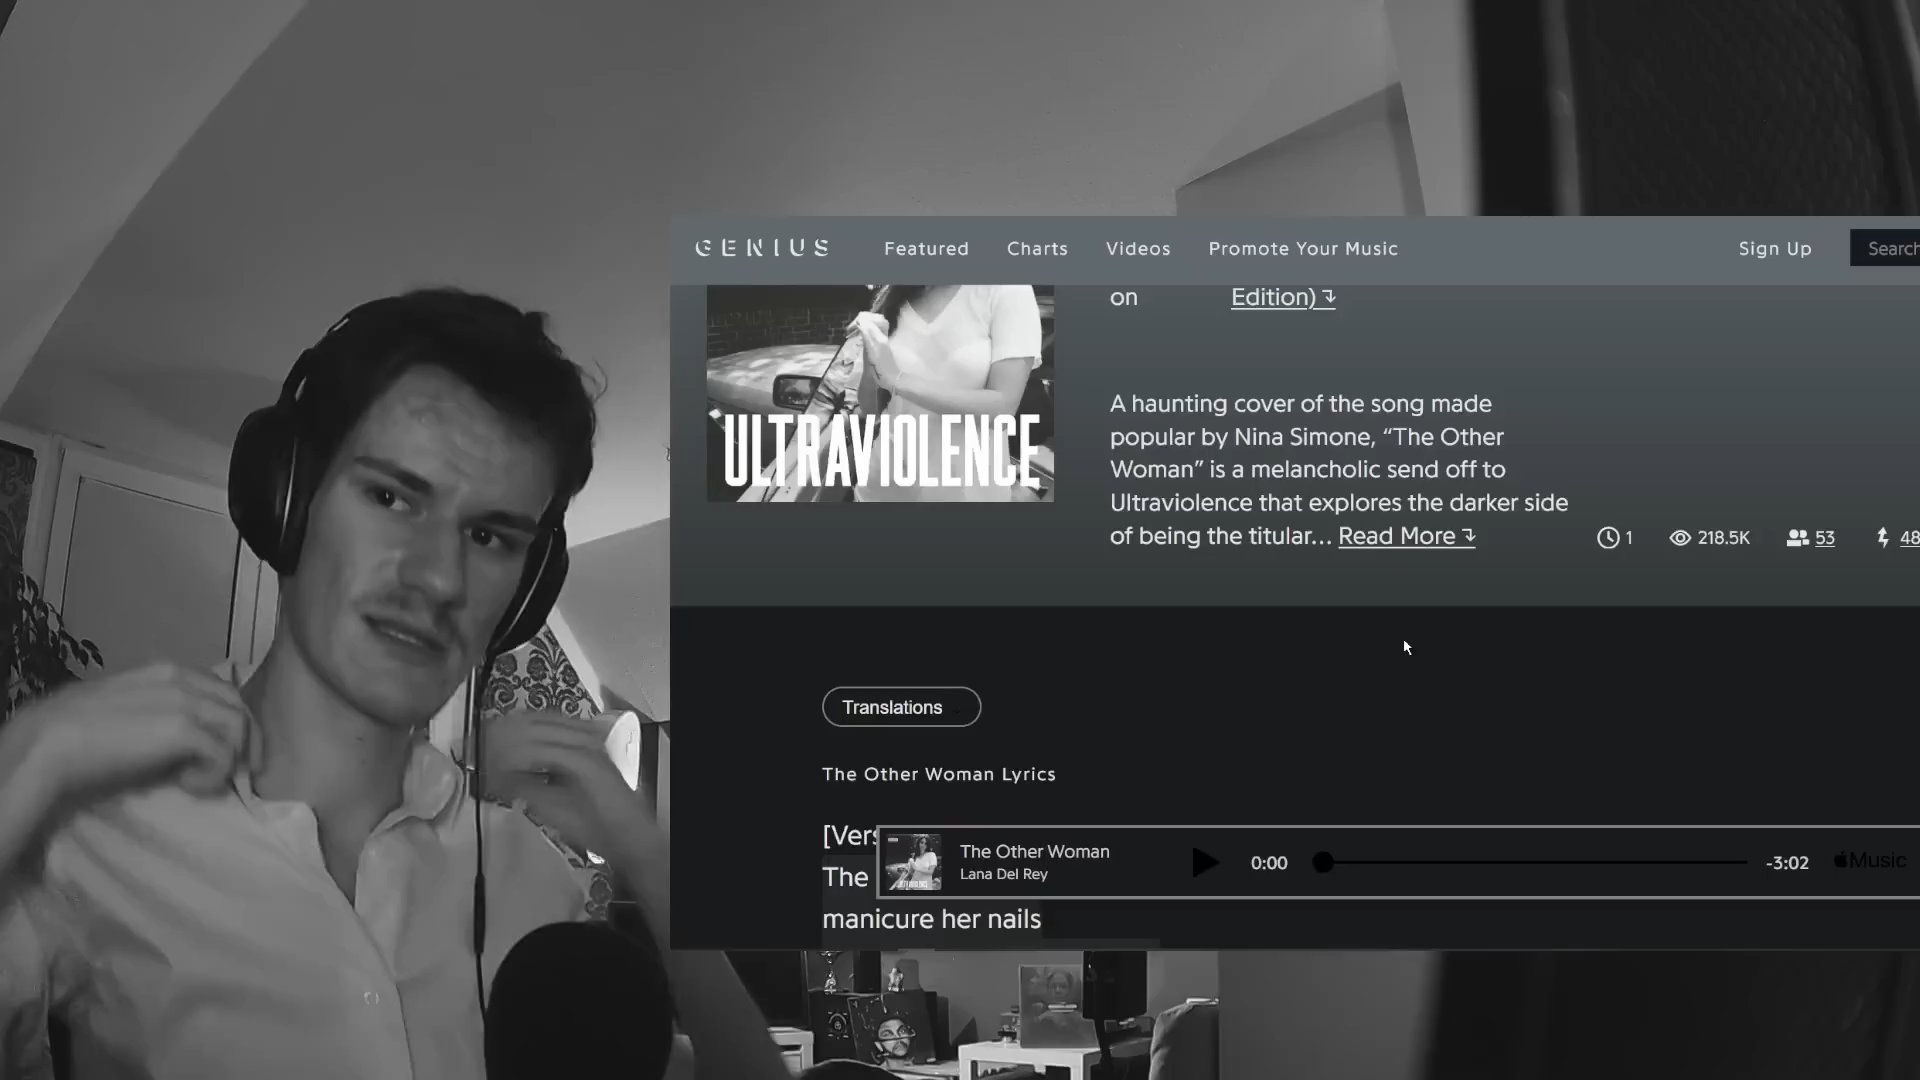 GENIUS Featured Charts Videos Promote Your Music Sign Up Search
on Edition)
A haunting cover of the song made
popular by Nina Simone, “The Other
Woman” is a melancholic send off to
Ultraviolence that explores the darker side
of being the titular... Read More
1 218.5K 53 48
ULTRAVIOLENCE
Translations
The Other Woman Lyrics
[Vers
The
manicure her nails
The Other Woman
Lana Del Rey
0:00 -3:02 Music